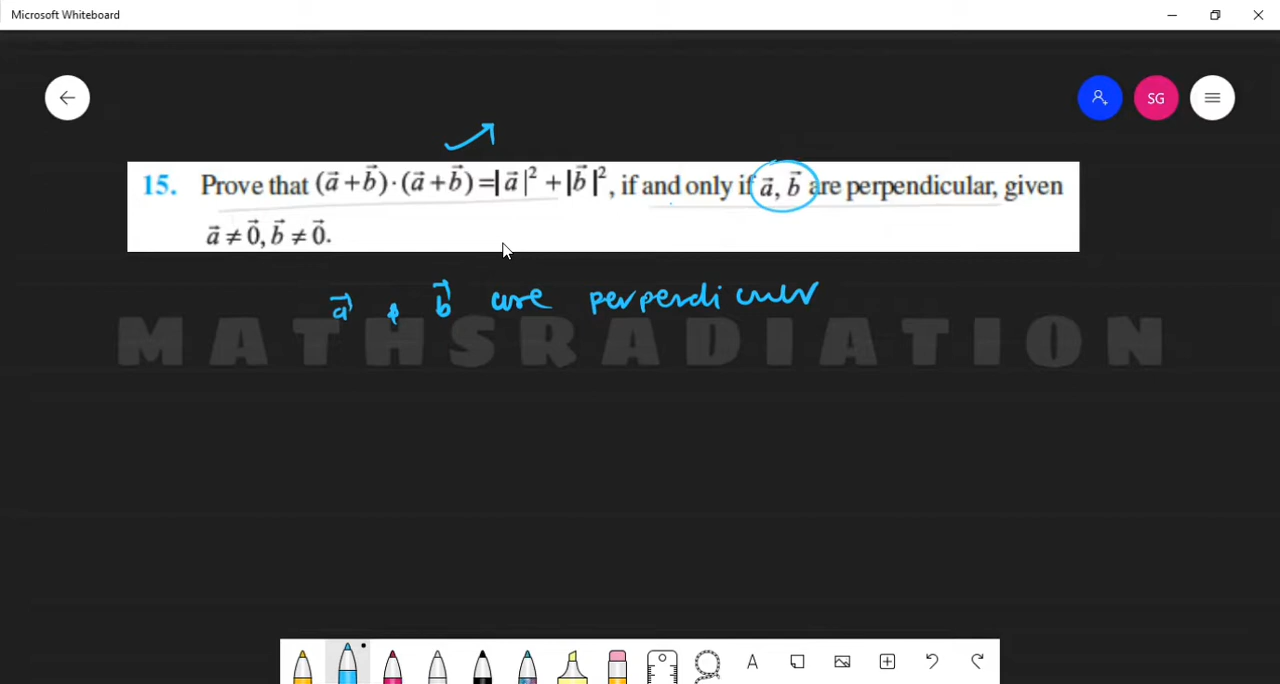 Microsoft Whiteboard
SG
15. Prove that (a⃗ + b⃗) · (a⃗ + b⃗) = |a⃗|² + |b⃗|², if and only if a⃗, b⃗ are perpendicular, given
a⃗ ≠ 0⃗, b⃗ ≠ 0⃗.
a⃗ & b⃗ are perpendicular
MATHSRADIATION
A